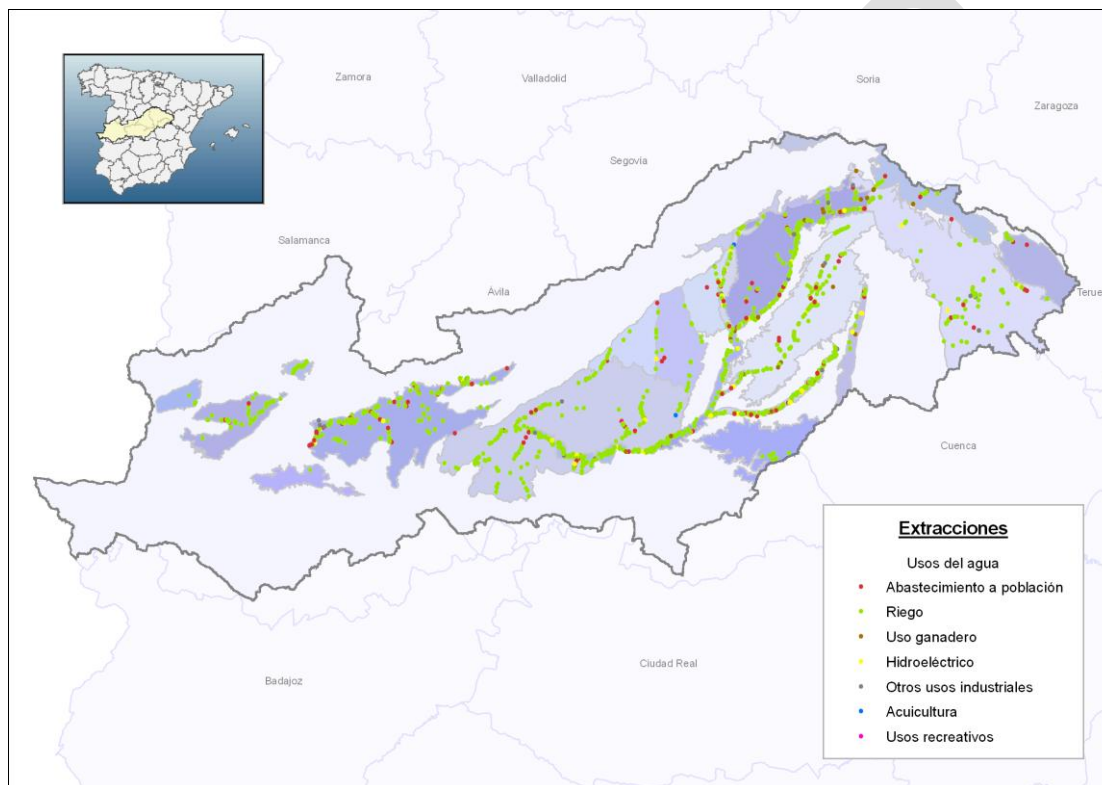 Zamora
Valladolid
Soria
Zaragoza
Segovia
Salamanca
Ávila
Terue
Cuenca
Ciudad Real
Badajoz
Extracciones
Usos del agua
Abastecimiento a población
Riego
Uso ganadero
Hidroeléctrico
Otros usos industriales
Acuicultura
Usos recreativos